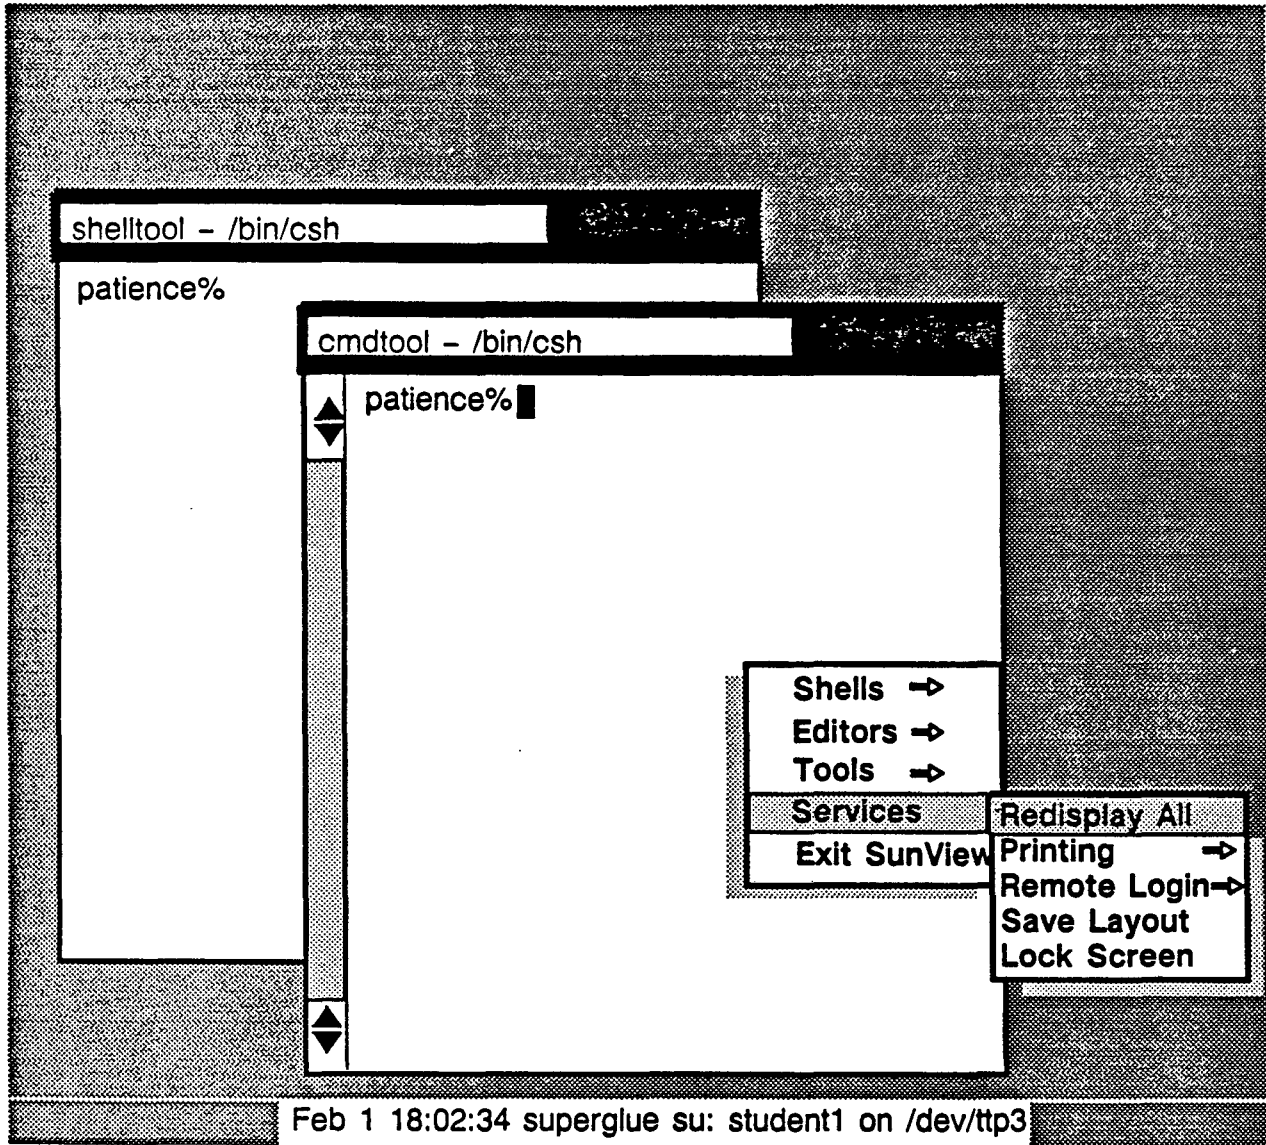 shelltool – /bin/csh
patience%
cmdtool – /bin/csh
patience%
Shells
Editors
Tools
Services
Exit SunView
Redisplay All
Printing
Remote Login
Save Layout
Lock Screen
Feb 1 18:02:34 superglue su: student1 on /dev/ttp3